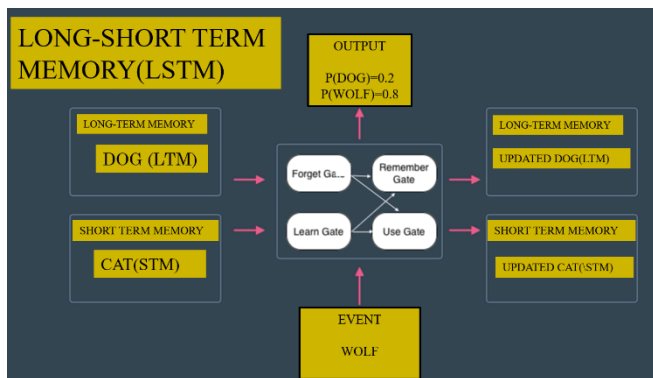 LONG-SHORT TERM
MEMORY(LSTM)
OUTPUT
P(DOG)=0.2
P(WOLF)=0.8
LONG-TERM MEMORY
DOG (LTM)
SHORT TERM MEMORY
CAT(STM)
Forget Ga...
Remember
Gate
Learn Gate
Use Gate
LONG-TERM MEMORY
UPDATED DOG(LTM)
SHORT TERM MEMORY
UPDATED CAT(\STM)
EVENT
WOLF